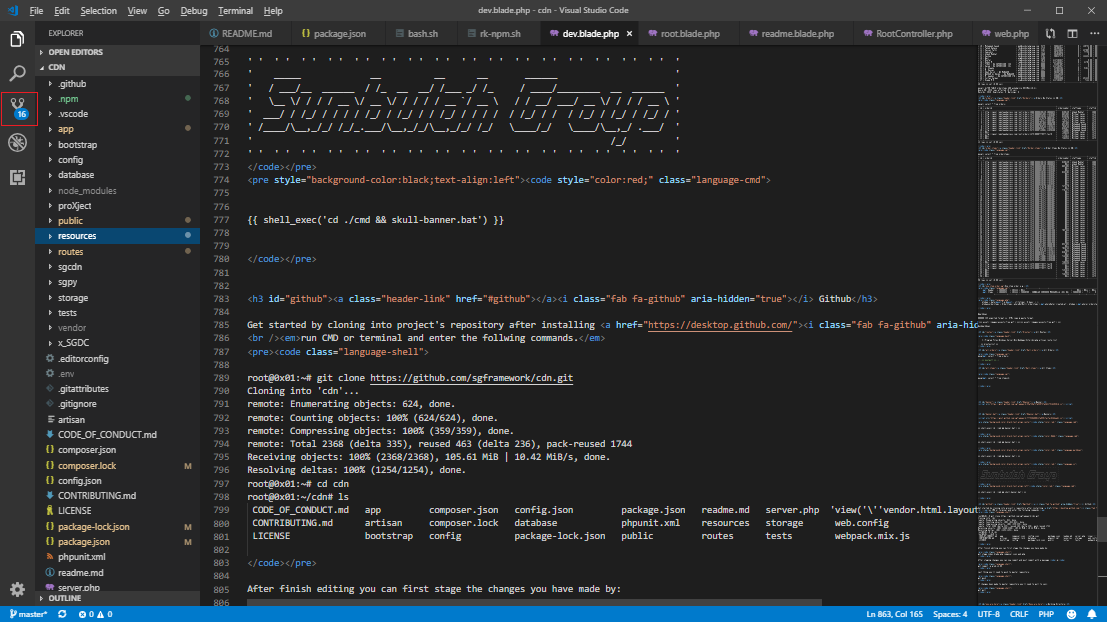 File Edit Selection View Go Debug Terminal Help dev.blade.php - cdn - Visual Studio Code
EXPLORER
OPEN EDITORS
CDN
.github
.npm
.vscode
app
bootstrap
config
database
node_modules
proXject
public
resources
routes
sgcdn
sgpy
storage
tests
vendor
x_SGDC
.editorconfig
.env
.gitattributes
.gitignore
artisan
CODE_OF_CONDUCT.md
composer.json
composer.lock M
config.json
CONTRIBUTING.md
LICENSE
package-lock.json M
package.json M
phpunit.xml
readme.md
server.php
OUTLINE
16
README.md package.json bash.sh rk-npm.sh dev.blade.php × root.blade.php readme.blade.php RootController.php web.php
764
765
766
767
768
769
770
771
772
773 </code></pre>
774 <pre style="background-color:black;text-align:left"><code style="color:red;" class="language-cmd">
775
776
777 {{ shell_exec('cd ./cmd && skull-banner.bat') }}
778
779
780 </code></pre>
781
782
783 <h3 id="github"><a class="header-link" href="#github"></a><i class="fab fa-github" aria-hidden="true"></i> Github</h3>
784
785 Get started by cloning into project's repository after installing <a href="https://desktop.github.com/"><i class="fab fa-github" aria-hid
786 <br /><em>run CMD or terminal and enter the follwing commands.</em>
787 <pre><code class="language-shell">
788
789 root@0x01:~# git clone https://github.com/sgframework/cdn.git
790 Cloning into 'cdn'...
791 remote: Enumerating objects: 624, done.
792 remote: Counting objects: 100% (624/624), done.
793 remote: Compressing objects: 100% (359/359), done.
794 remote: Total 2368 (delta 335), reused 463 (delta 236), pack-reused 1744
795 Receiving objects: 100% (2368/2368), 105.61 MiB | 10.42 MiB/s, done.
796 Resolving deltas: 100% (1254/1254), done.
797 root@0x01:~# cd cdn
798 root@0x01:~/cdn# ls
799 CODE_OF_CONDUCT.md app composer.json config.json package.json readme.md server.php 'view('\''vendor.html.layout
800 CONTRIBUTING.md artisan composer.lock database phpunit.xml resources storage web.config
801 LICENSE bootstrap config package-lock.json public routes tests webpack.mix.js
802
803 </code></pre>
804
805 After finish editing you can first stage the changes you have made by:
806
master* 0 0 Ln 863, Col 165 Spaces: 4 UTF-8 CRLF PHP